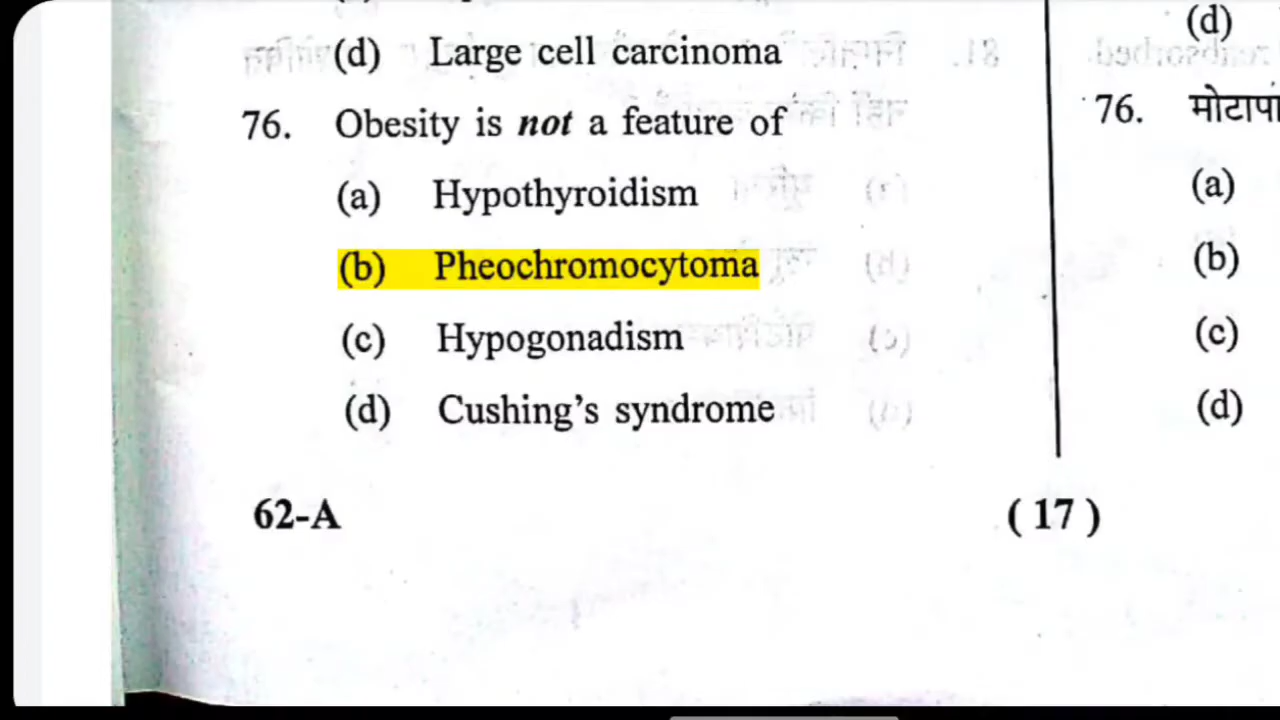 (d) Large cell carcinoma
76. Obesity is not a feature of
(a) Hypothyroidism
(b) Pheochromocytoma
(c) Hypogonadism
(d) Cushing's syndrome
62-A
(d)
76. मोटापा
(a)
(b)
(c)
(d)
( 17 )